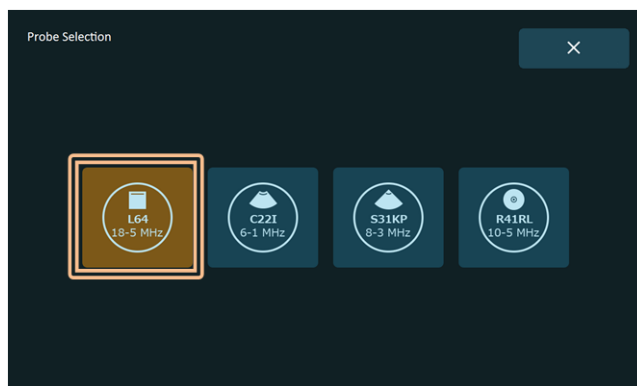 Probe Selection
L64
18-5 MHz
C22I
6-1 MHz
S31KP
8-3 MHz
R41RL
10-5 MHz